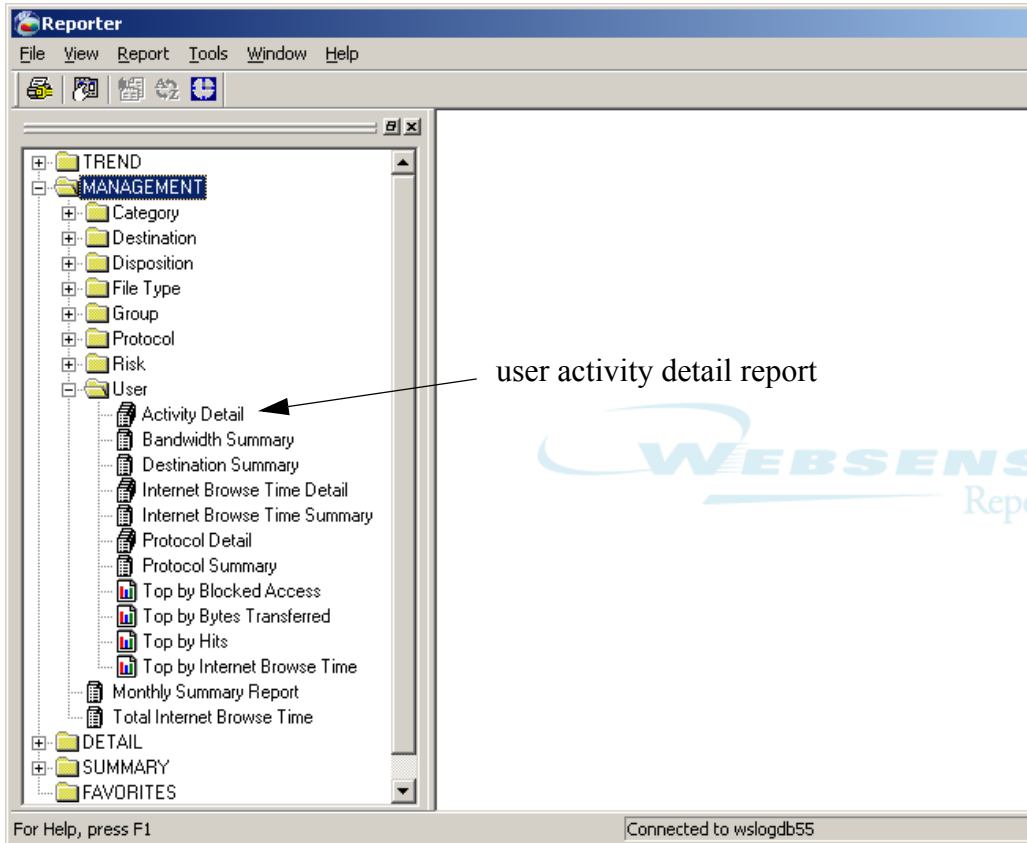 Reporter
File View Report Tools Window Help
TREND
MANAGEMENT
Category
Destination
Disposition
File Type
Group
Protocol
Risk
User
Activity Detail
user activity detail report
Bandwidth Summary
Destination Summary
Internet Browse Time Detail
Internet Browse Time Summary
Protocol Detail
Protocol Summary
Top by Blocked Access
Top by Bytes Transferred
Top by Hits
Top by Internet Browse Time
Monthly Summary Report
Total Internet Browse Time
DETAIL
SUMMARY
FAVORITES
WEBSENS
Repo
For Help, press F1
Connected to wslogdb55